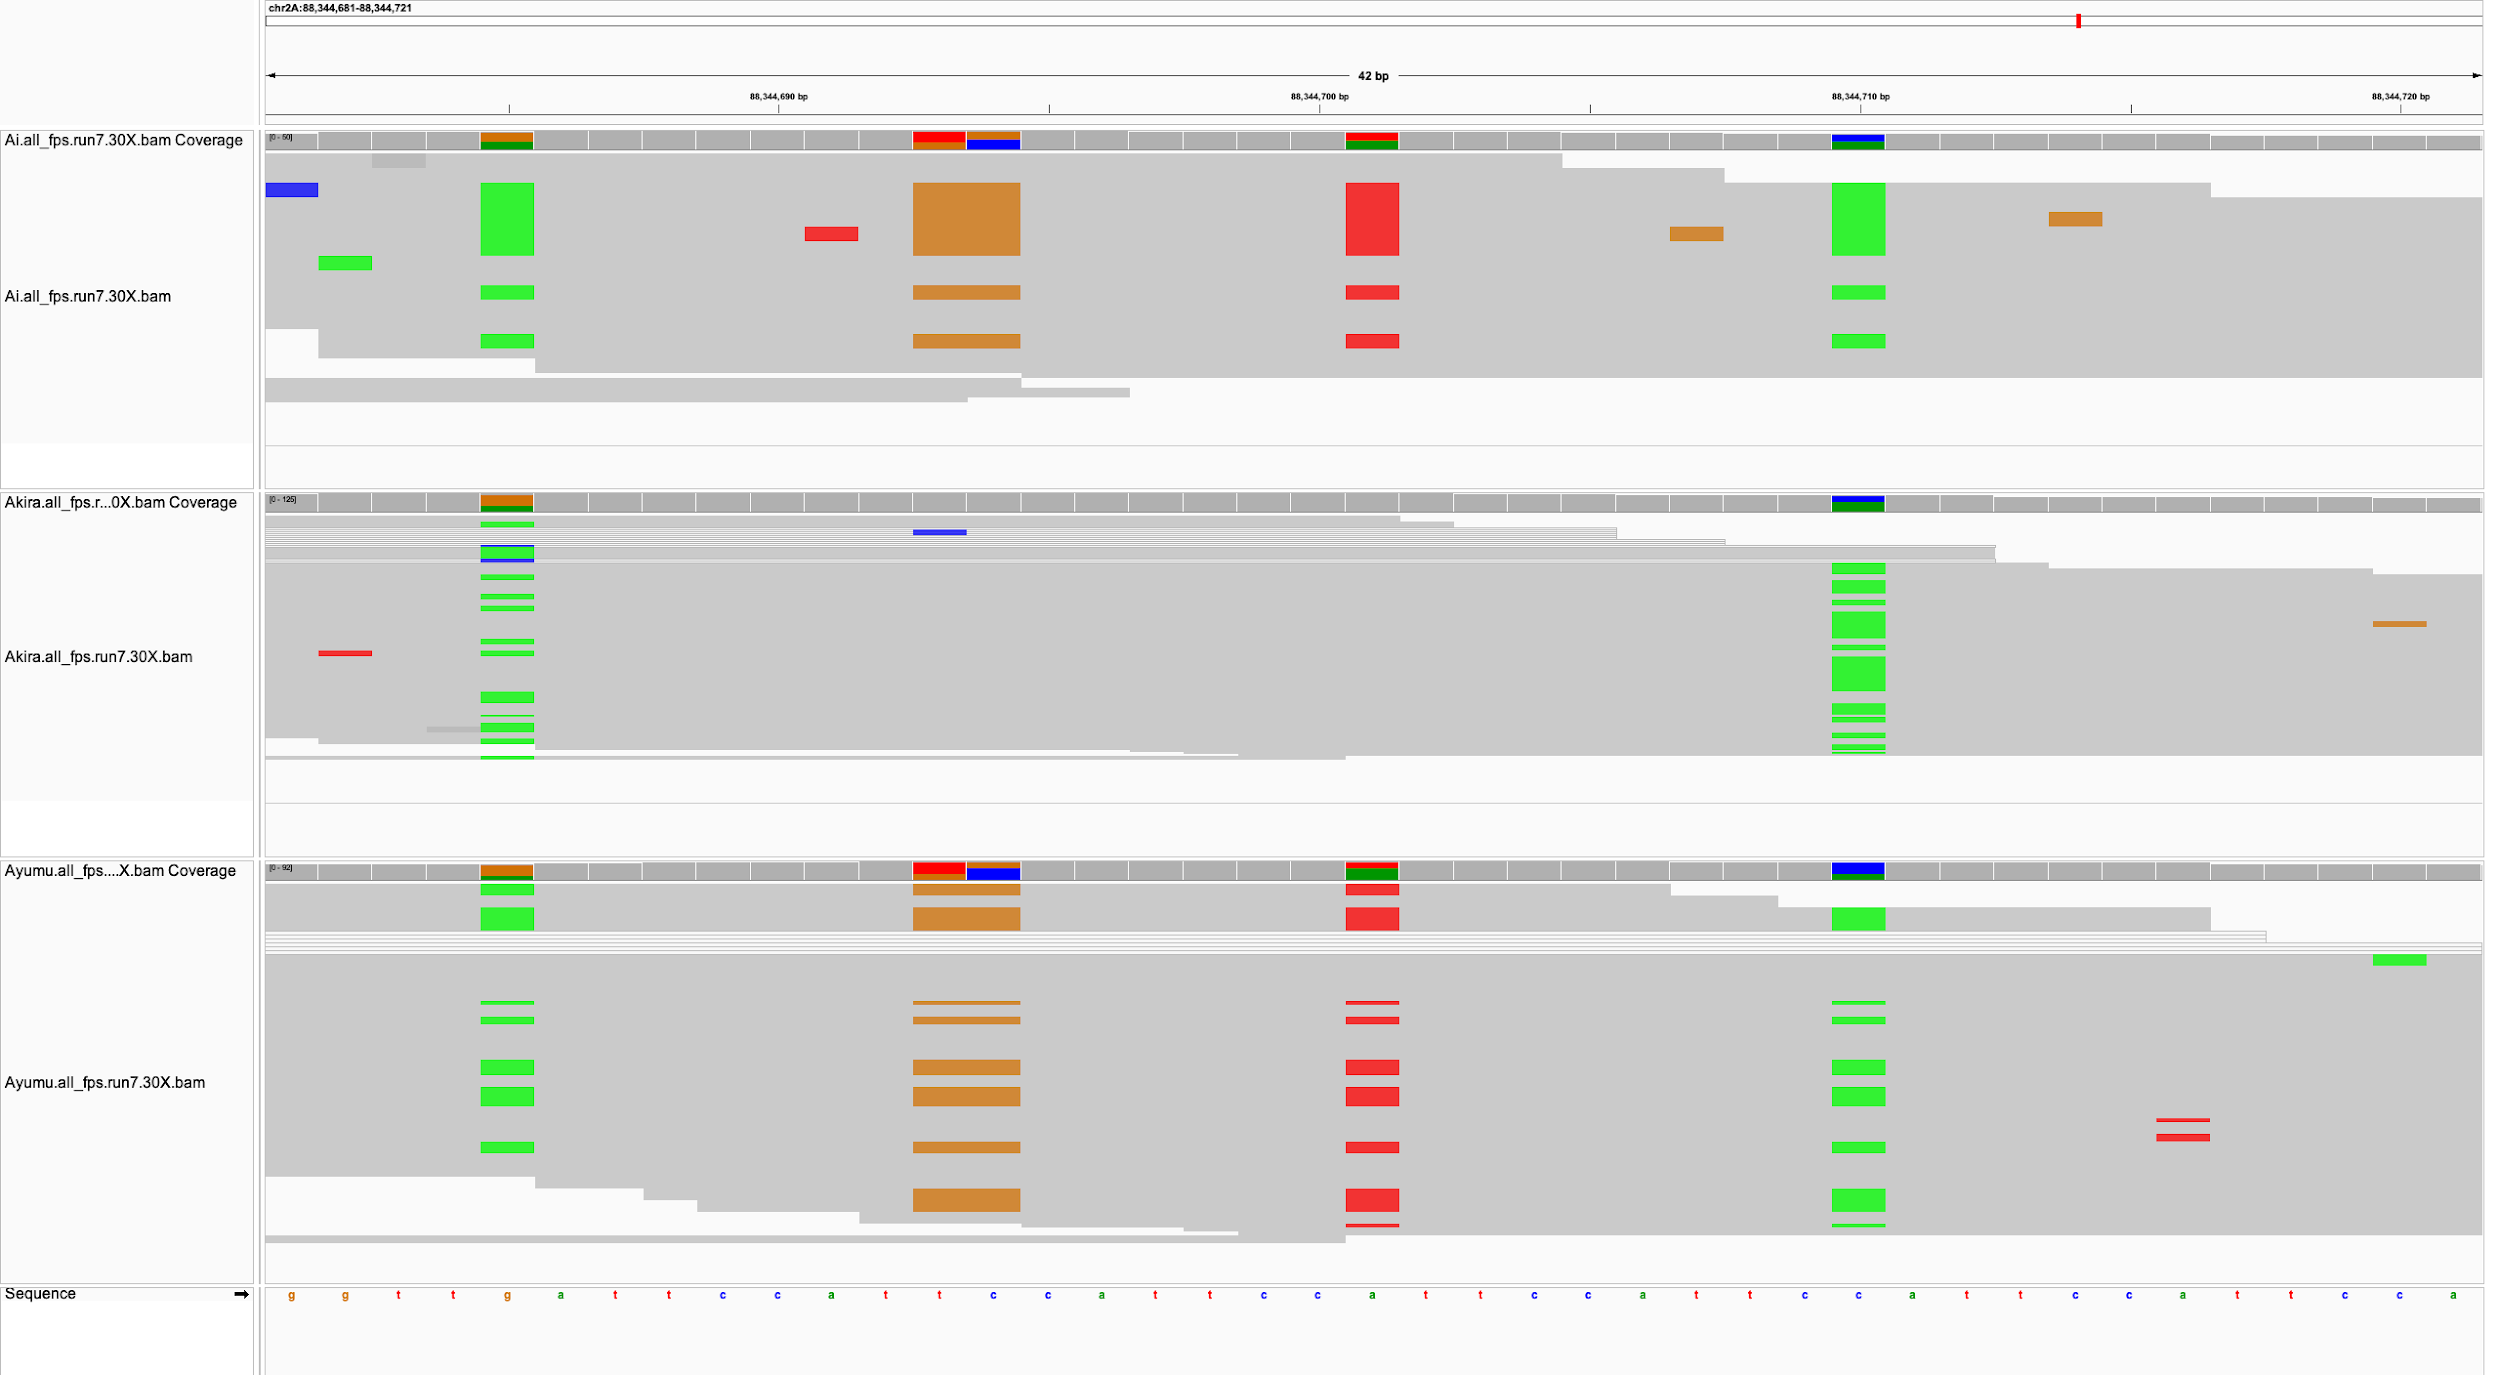 chr2A:88,344,681-88,344,721
42 bp
88,344,690 bp 88,344,700 bp 88,344,710 bp 88,344,720 bp
Ai.all_fps.run7.30X.bam Coverage
[0 - 50]
Ai.all_fps.run7.30X.bam
Akira.all_fps.r...0X.bam Coverage
[0 - 125]
Akira.all_fps.run7.30X.bam
Ayumu.all_fps....X.bam Coverage
[0 - 92]
Ayumu.all_fps.run7.30X.bam
Sequence g g t t g a t t c c a t t c c a t t c c a t t c c a t t c c a t t c c a t t c c a